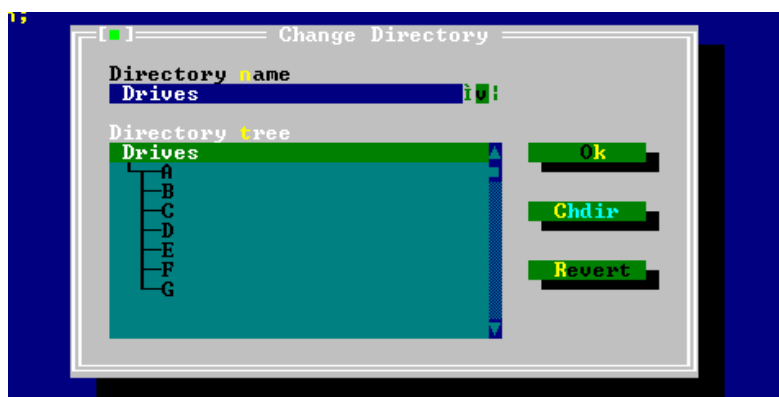 n;
[■] Change Directory
Directory name
Drives
Directory tree
Drives
A
B
C
D
E
F
G
Ok
Chdir
Revert